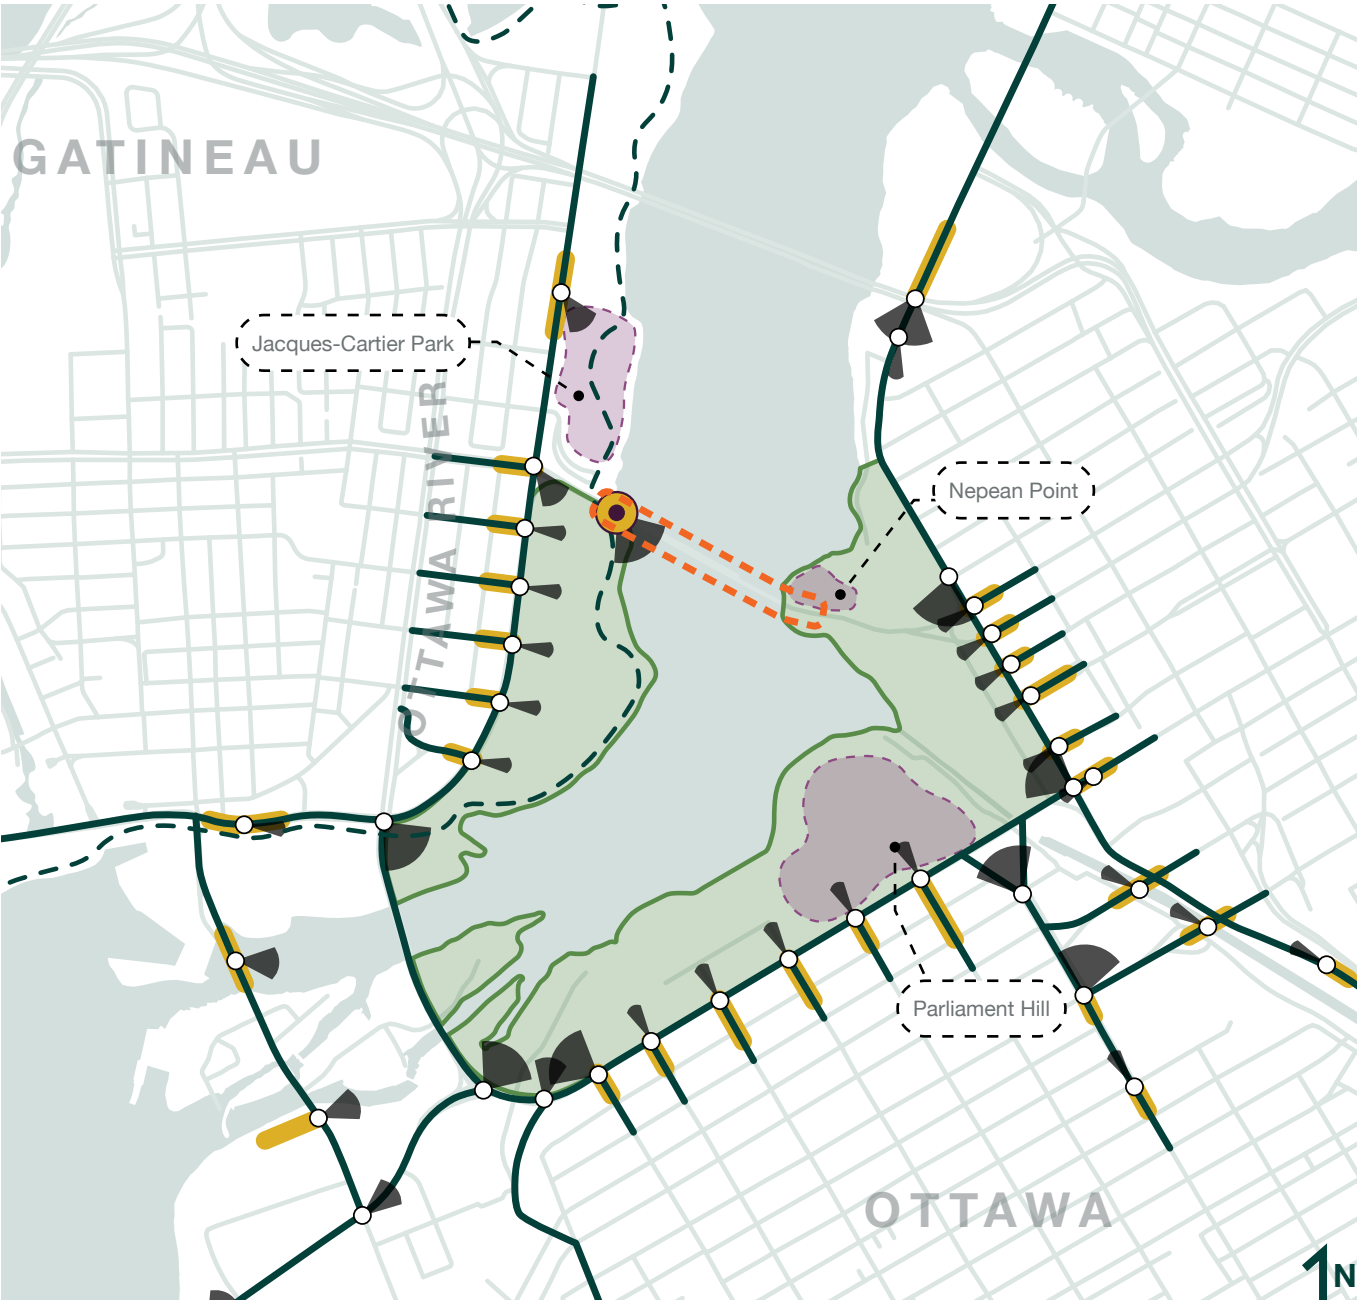 GATINEAU
Jacques-Cartier Park
OTTAWA RIVER
Nepean Point
Parliament Hill
OTTAWA
N